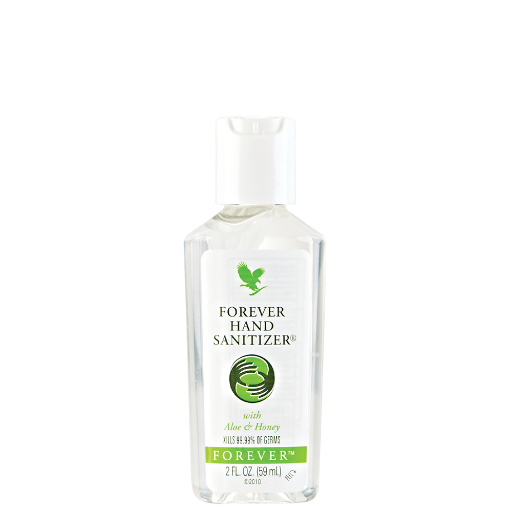 FOREVER
HAND
SANITIZER®
with
Aloe & Honey
KILLS 99.99% OF GERMS
FOREVER™
2 FL. OZ. (59 ml.)
©2010